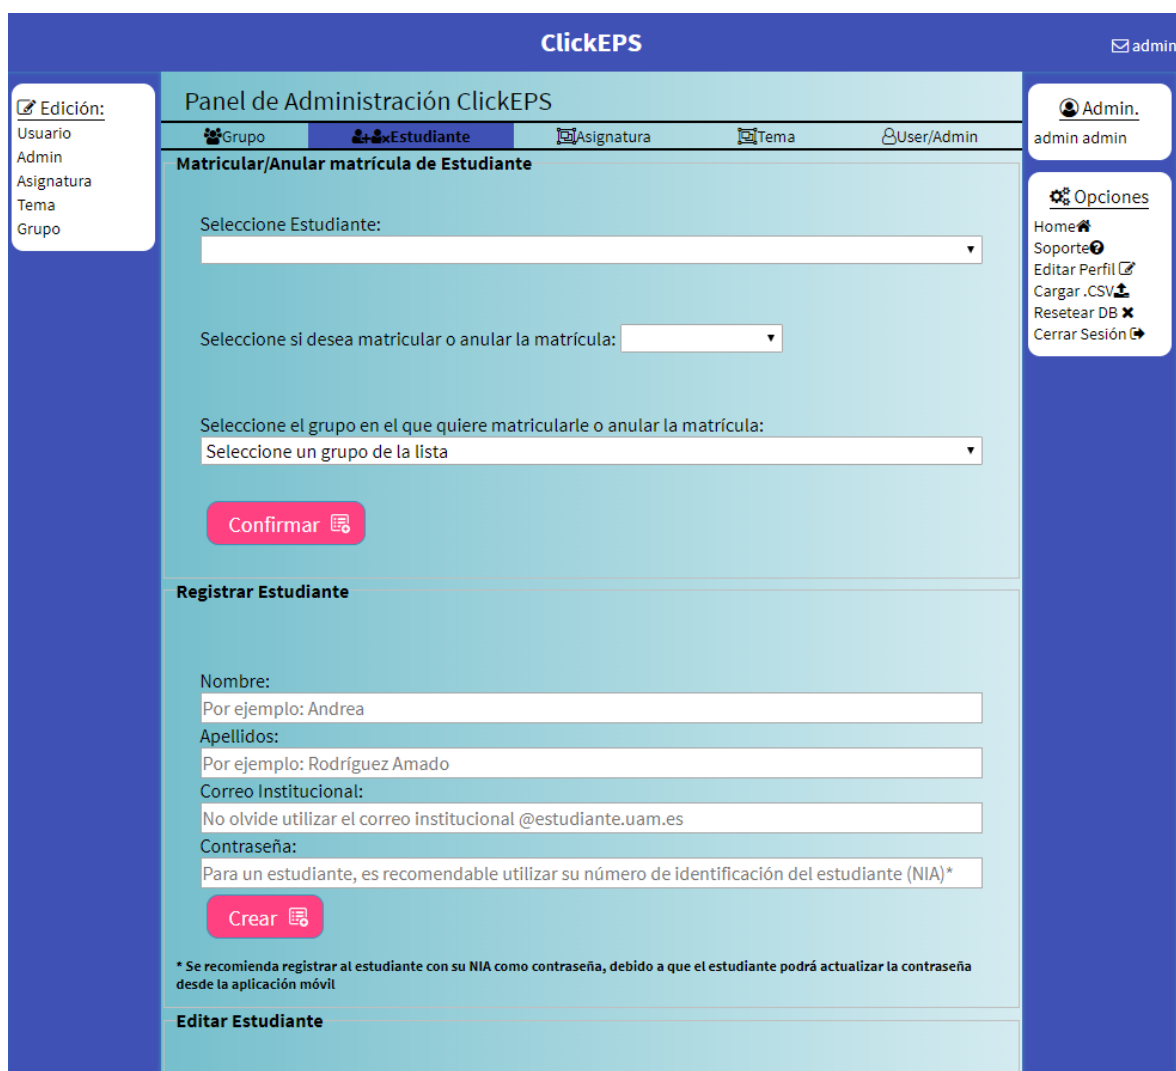 ClickEPS
admin
Edición:
Usuario
Admin
Asignatura
Tema
Grupo
Panel de Administración ClickEPS
Grupo
Estudiante
Asignatura
Tema
User/Admin
Matricular/Anular matrícula de Estudiante
Seleccione Estudiante:
Seleccione si desea matricular o anular la matrícula:
Seleccione el grupo en el que quiere matricularle o anular la matrícula:
Seleccione un grupo de la lista
Confirmar
Registrar Estudiante
Nombre:
Por ejemplo: Andrea
Apellidos:
Por ejemplo: Rodríguez Amado
Correo Institucional:
No olvide utilizar el correo institucional @estudiante.uam.es
Contraseña:
Para un estudiante, es recomendable utilizar su número de identificación del estudiante (NIA)*
Crear
* Se recomienda registrar al estudiante con su NIA como contraseña, debido a que el estudiante podrá actualizar la contraseña
desde la aplicación móvil
Editar Estudiante
Admin.
admin admin
Opciones
Home
Soporte
Editar Perfil
Cargar .CSV
Resetear DB
Cerrar Sesión